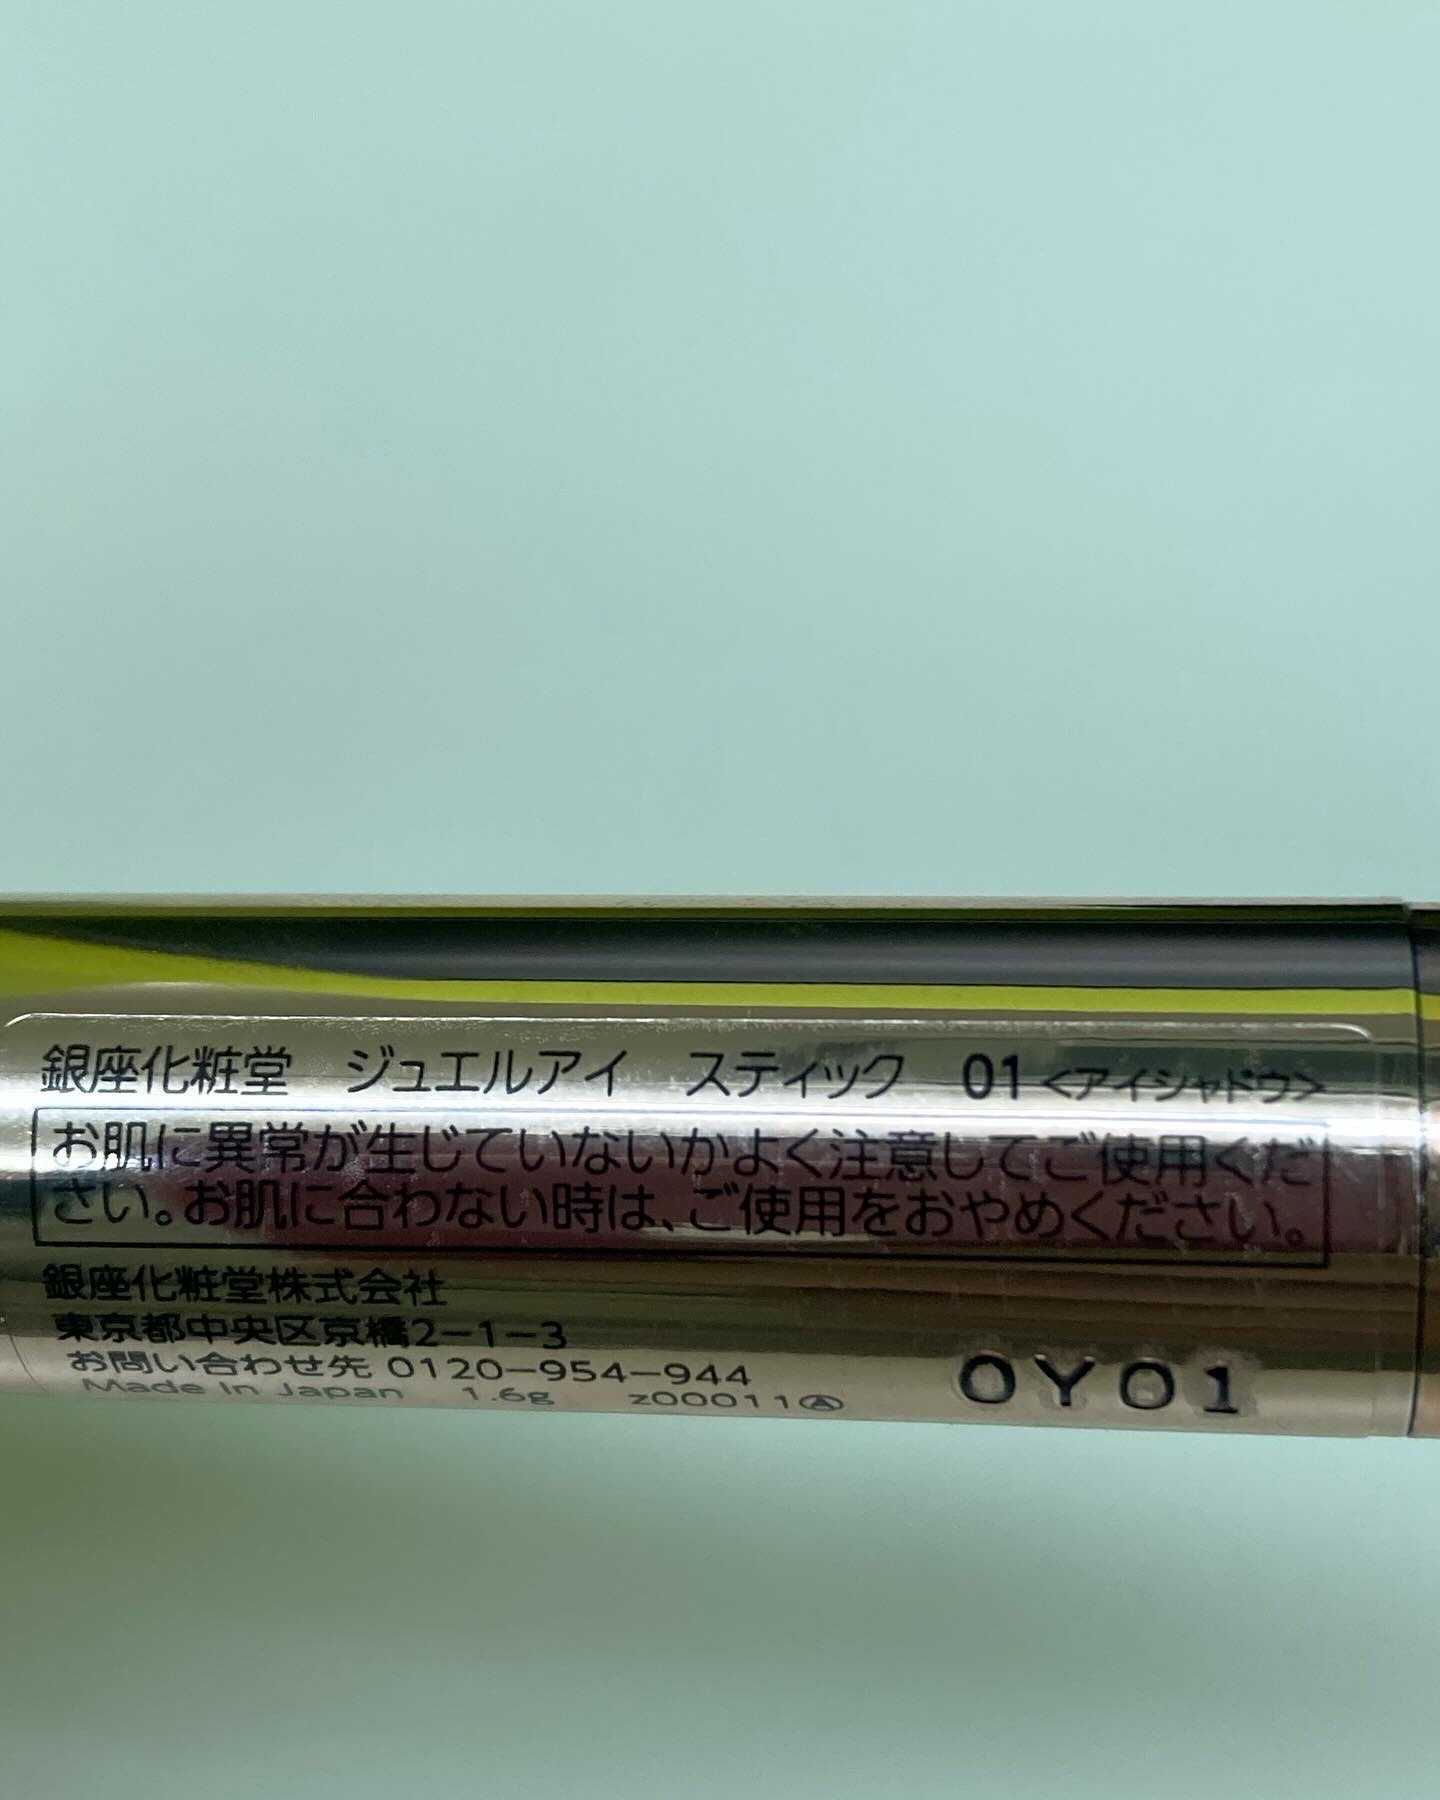 銀座化粧堂 ジュエルアイ スティック 01<アイシャドウ>
お肌に異常が生じていないかよく注意してご使用くだ
さい。お肌に合わない時は、ご使用をおやめください。
銀座化粧堂株式会社
東京都中央区京橋2-1-3
お問い合わせ先 0120-954-944
Made in Japan 1.6g z00011Ⓐ
OY01